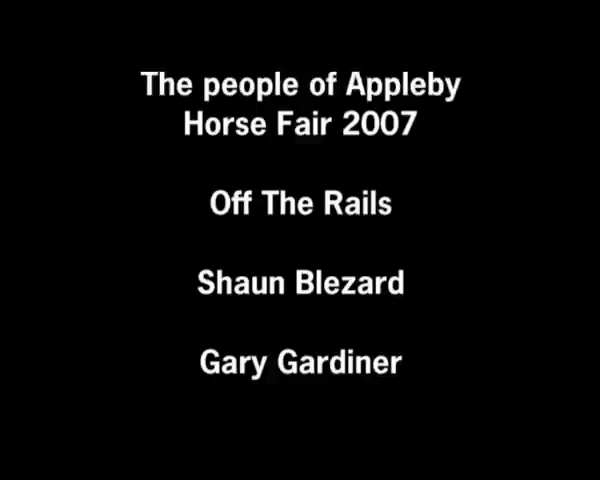 The people of Appleby
Horse Fair 2007
Off The Rails
Shaun Blezard
Gary Gardiner